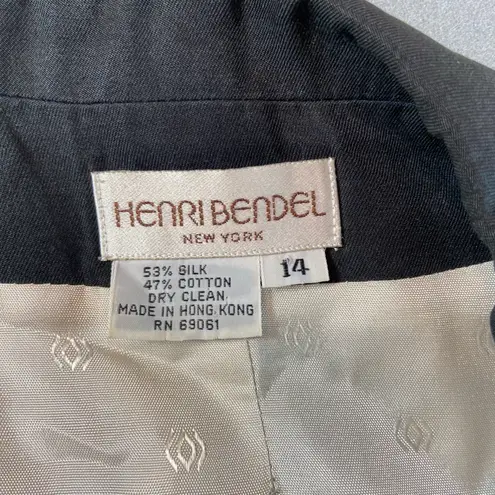 HENRI BENDEL
NEW YORK
53% SILK
47% COTTON
DRY CLEAN
MADE IN HONG KONG
RN 69061
14